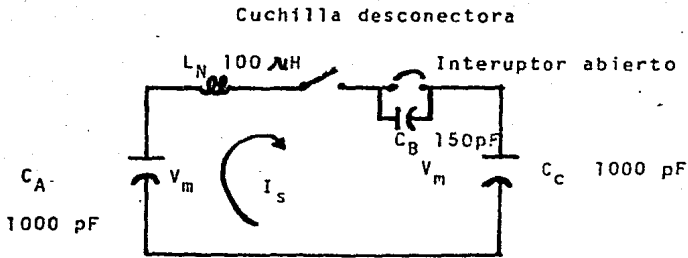 Cuchilla desconectora
L_N 100 μH
Interuptor abierto
C_B 150pF
C_A
V_m
I_s
V_m
C_c 1000 pF
1000 pF